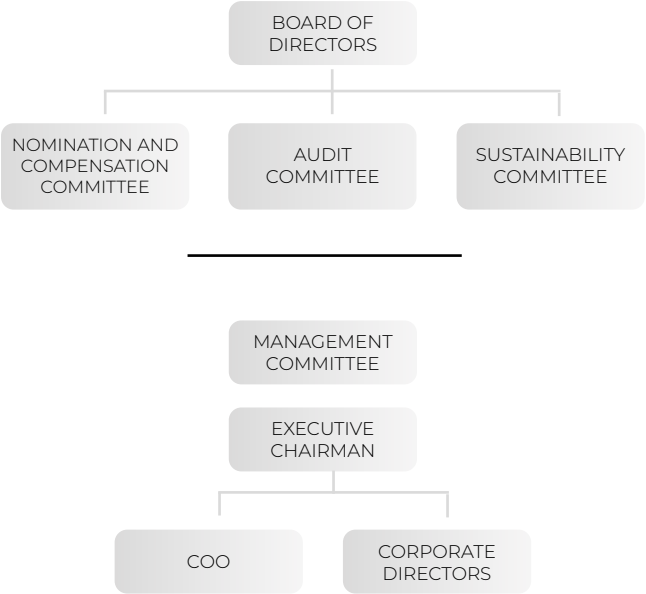 BOARD OF
DIRECTORS
NOMINATION AND
COMPENSATION
COMMITTEE
AUDIT
COMMITTEE
SUSTAINABILITY
COMMITTEE
MANAGEMENT
COMMITTEE
EXECUTIVE
CHAIRMAN
COO
CORPORATE
DIRECTORS